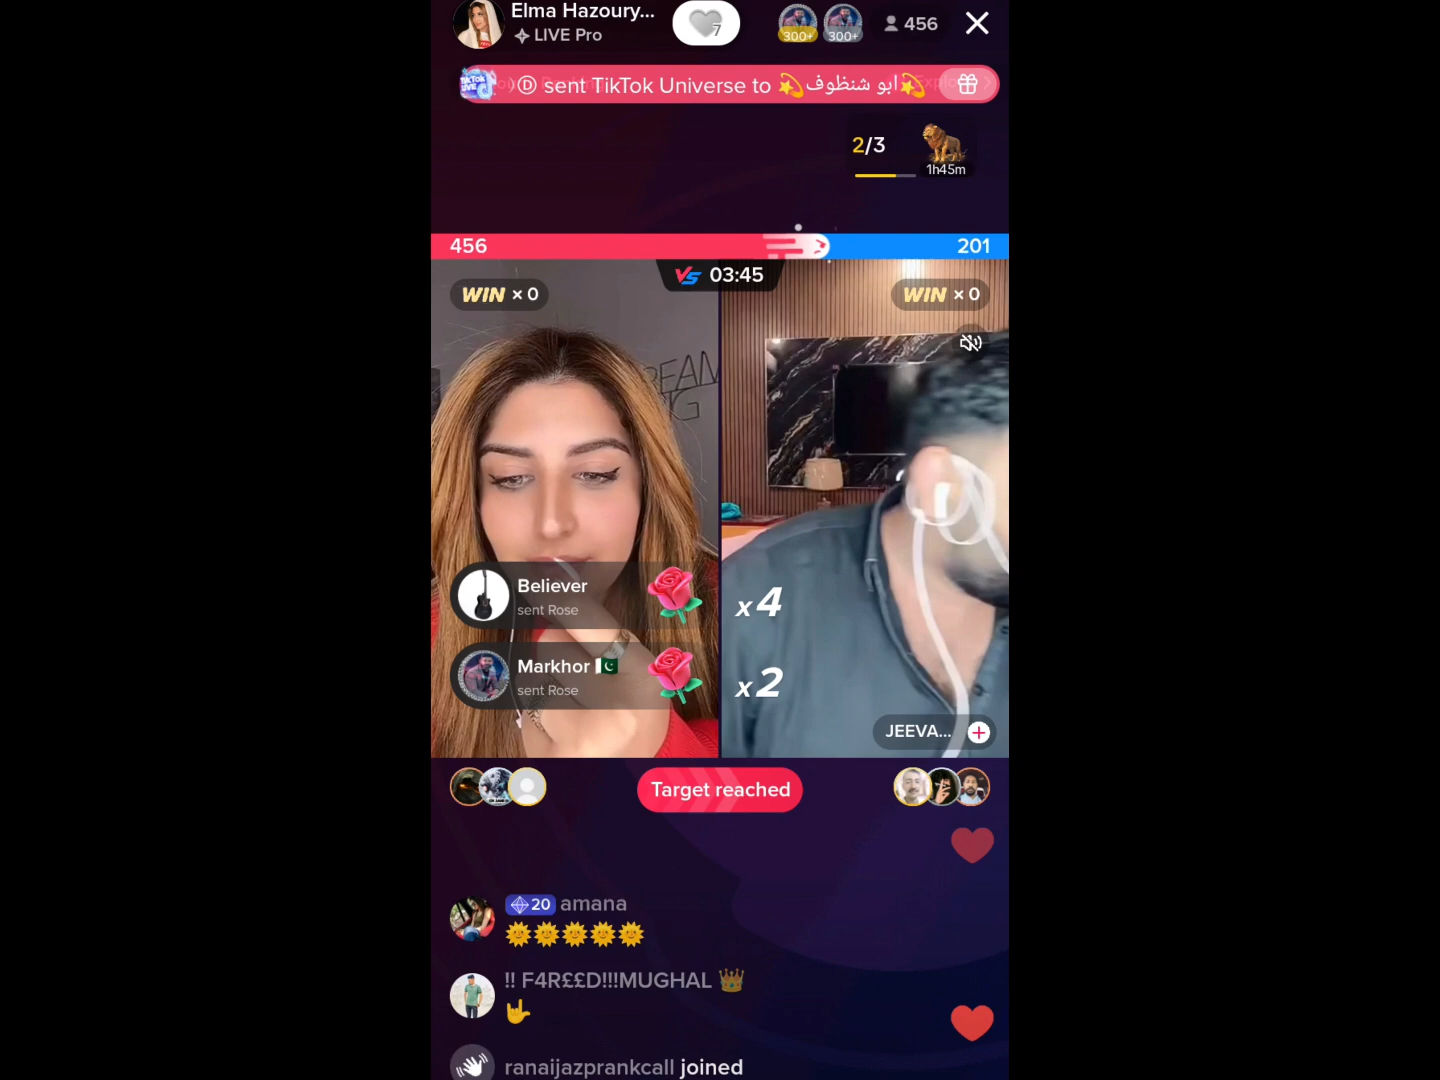 Elma Hazoury...
LIVE Pro
7
300+
300+
456
Ⓓ sent TikTok Universe to 💫ابو شنظوف💫
2/3
1h45m
456
201
VS 03:45
WIN × 0
WIN × 0
Believer
sent Rose
x4
Markhor 🇵🇰
sent Rose
x2
JEEVA...
Target reached
20 amana
🌞🌞🌞🌞🌞
!! F4R££D!!!MUGHAL 👑
🤟
ranaijazprankcall joined